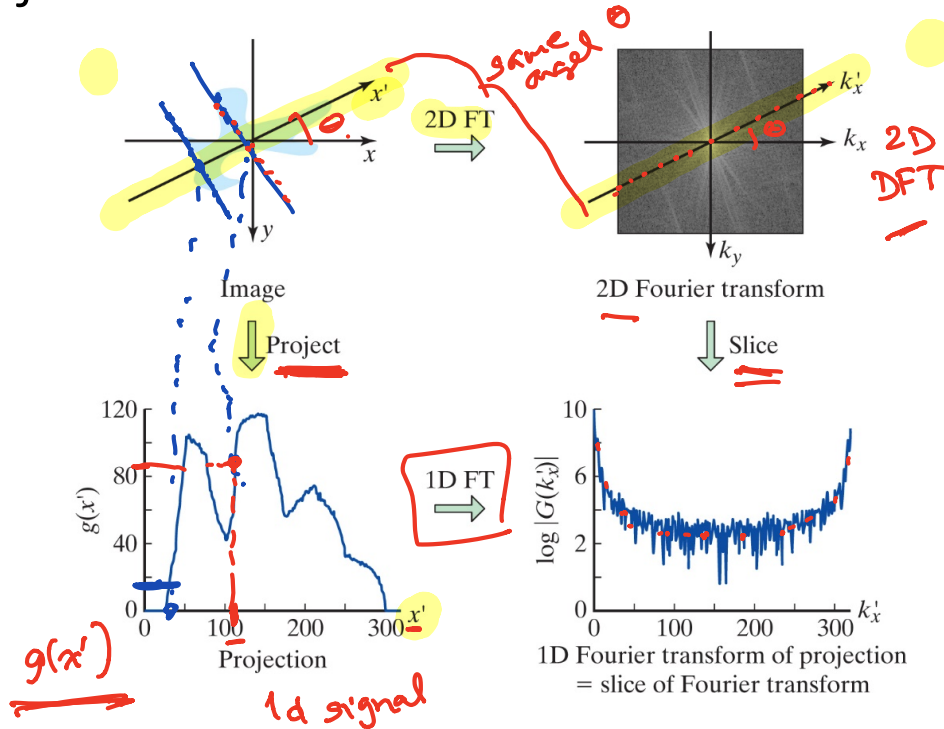 same
angel θ
x'
θ
x
y
2D FT
k'x
θ
kx
ky
2D
DFT
Image
2D Fourier transform
Project
Slice
120
80
40
0
g(x')
0
100
200
300
x'
Projection
1D FT
10
6
2
0
log |G(k'x)|
0
100
200
300
k'x
1D Fourier transform of projection
= slice of Fourier transform
g(x')
1d signal